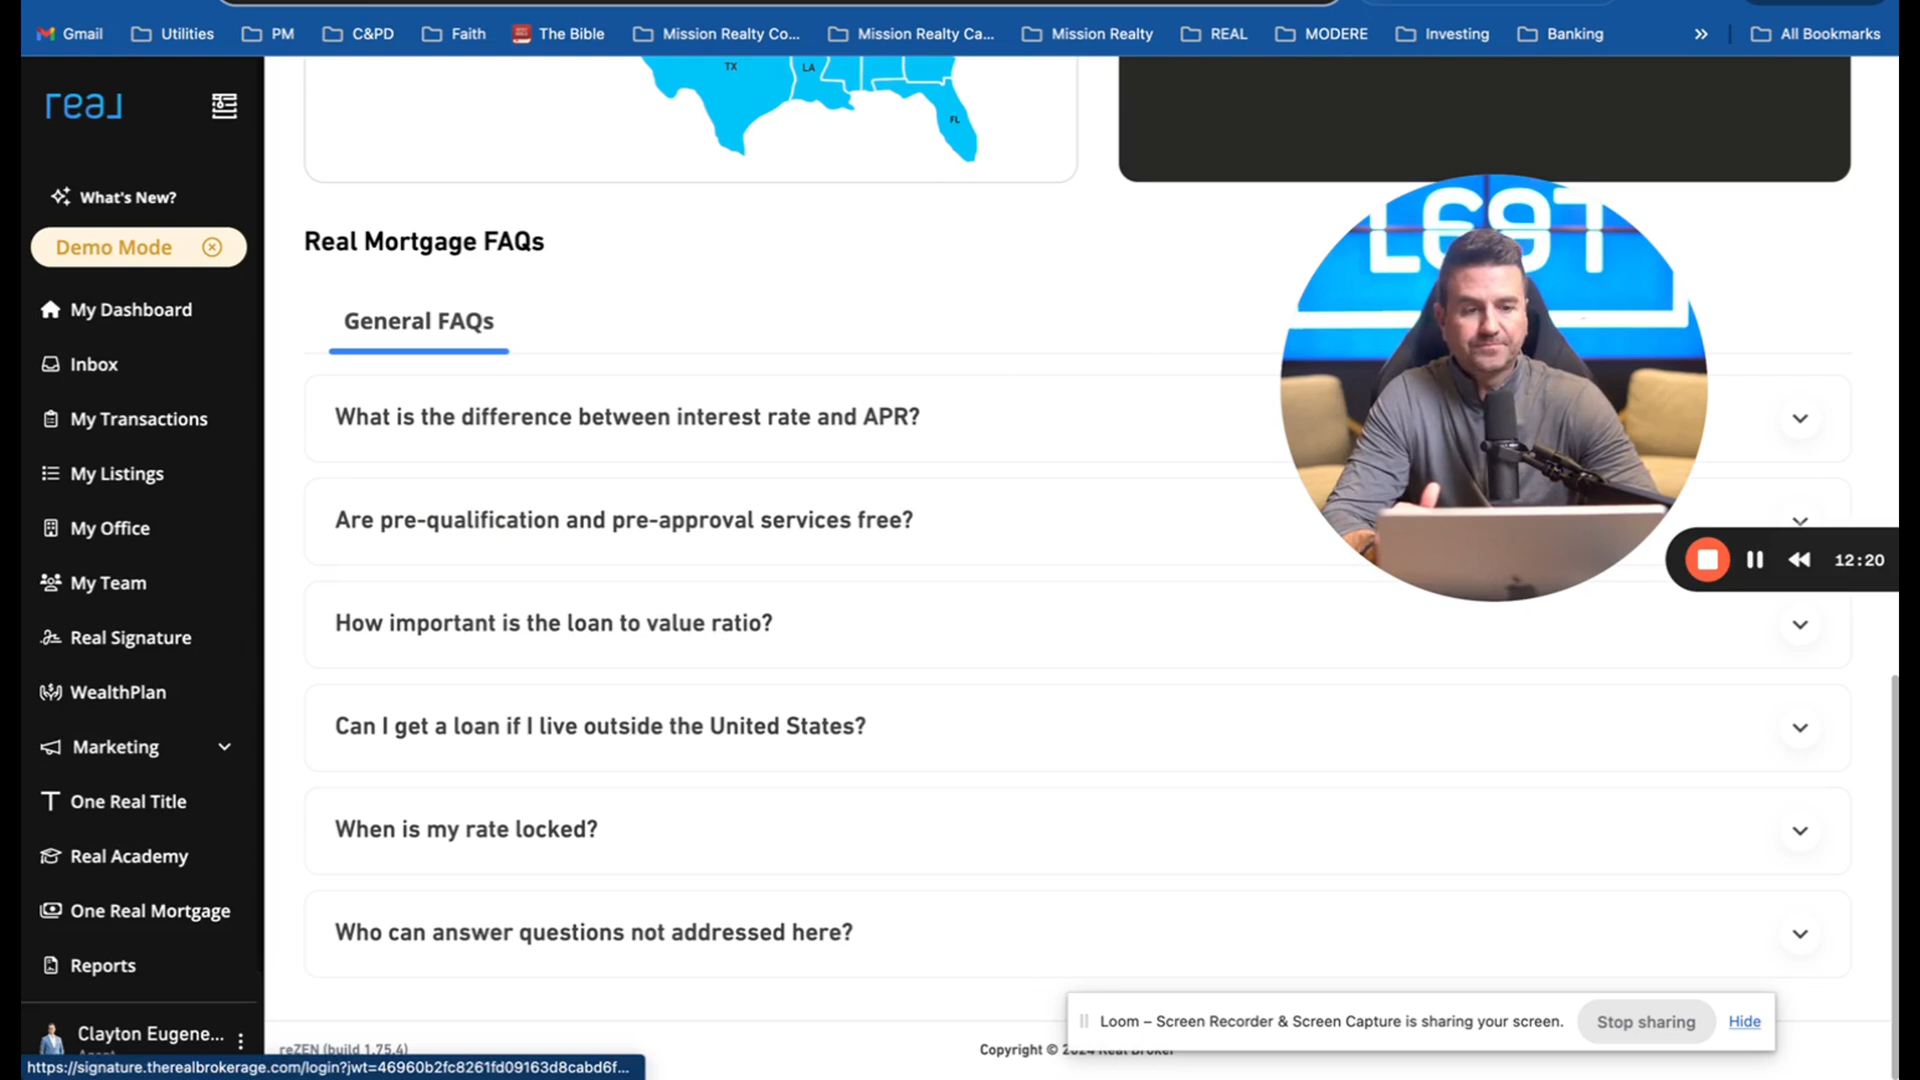 Gmail Utilities PM C&PD Faith The Bible Mission Realty Co... Mission Realty Ca... Mission Realty REAL MODERE Investing Banking » All Bookmarks
real
What's New?
Demo Mode
My Dashboard
Inbox
My Transactions
My Listings
My Office
My Team
Real Signature
WealthPlan
Marketing
One Real Title
Real Academy
One Real Mortgage
Reports
Clayton Eugene...
TX LA
FL
Real Mortgage FAQs
General FAQs
What is the difference between interest rate and APR?
Are pre-qualification and pre-approval services free?
How important is the loan to value ratio?
Can I get a loan if I live outside the United States?
When is my rate locked?
Who can answer questions not addressed here?
12:20
Loom – Screen Recorder & Screen Capture is sharing your screen. Stop sharing Hide
reZEN (build 1.75.4)
Copyright © 2024 Real Broker
https://signature.therealbrokerage.com/login?jwt=46960b2fc8261fd09163d8cabd6f...